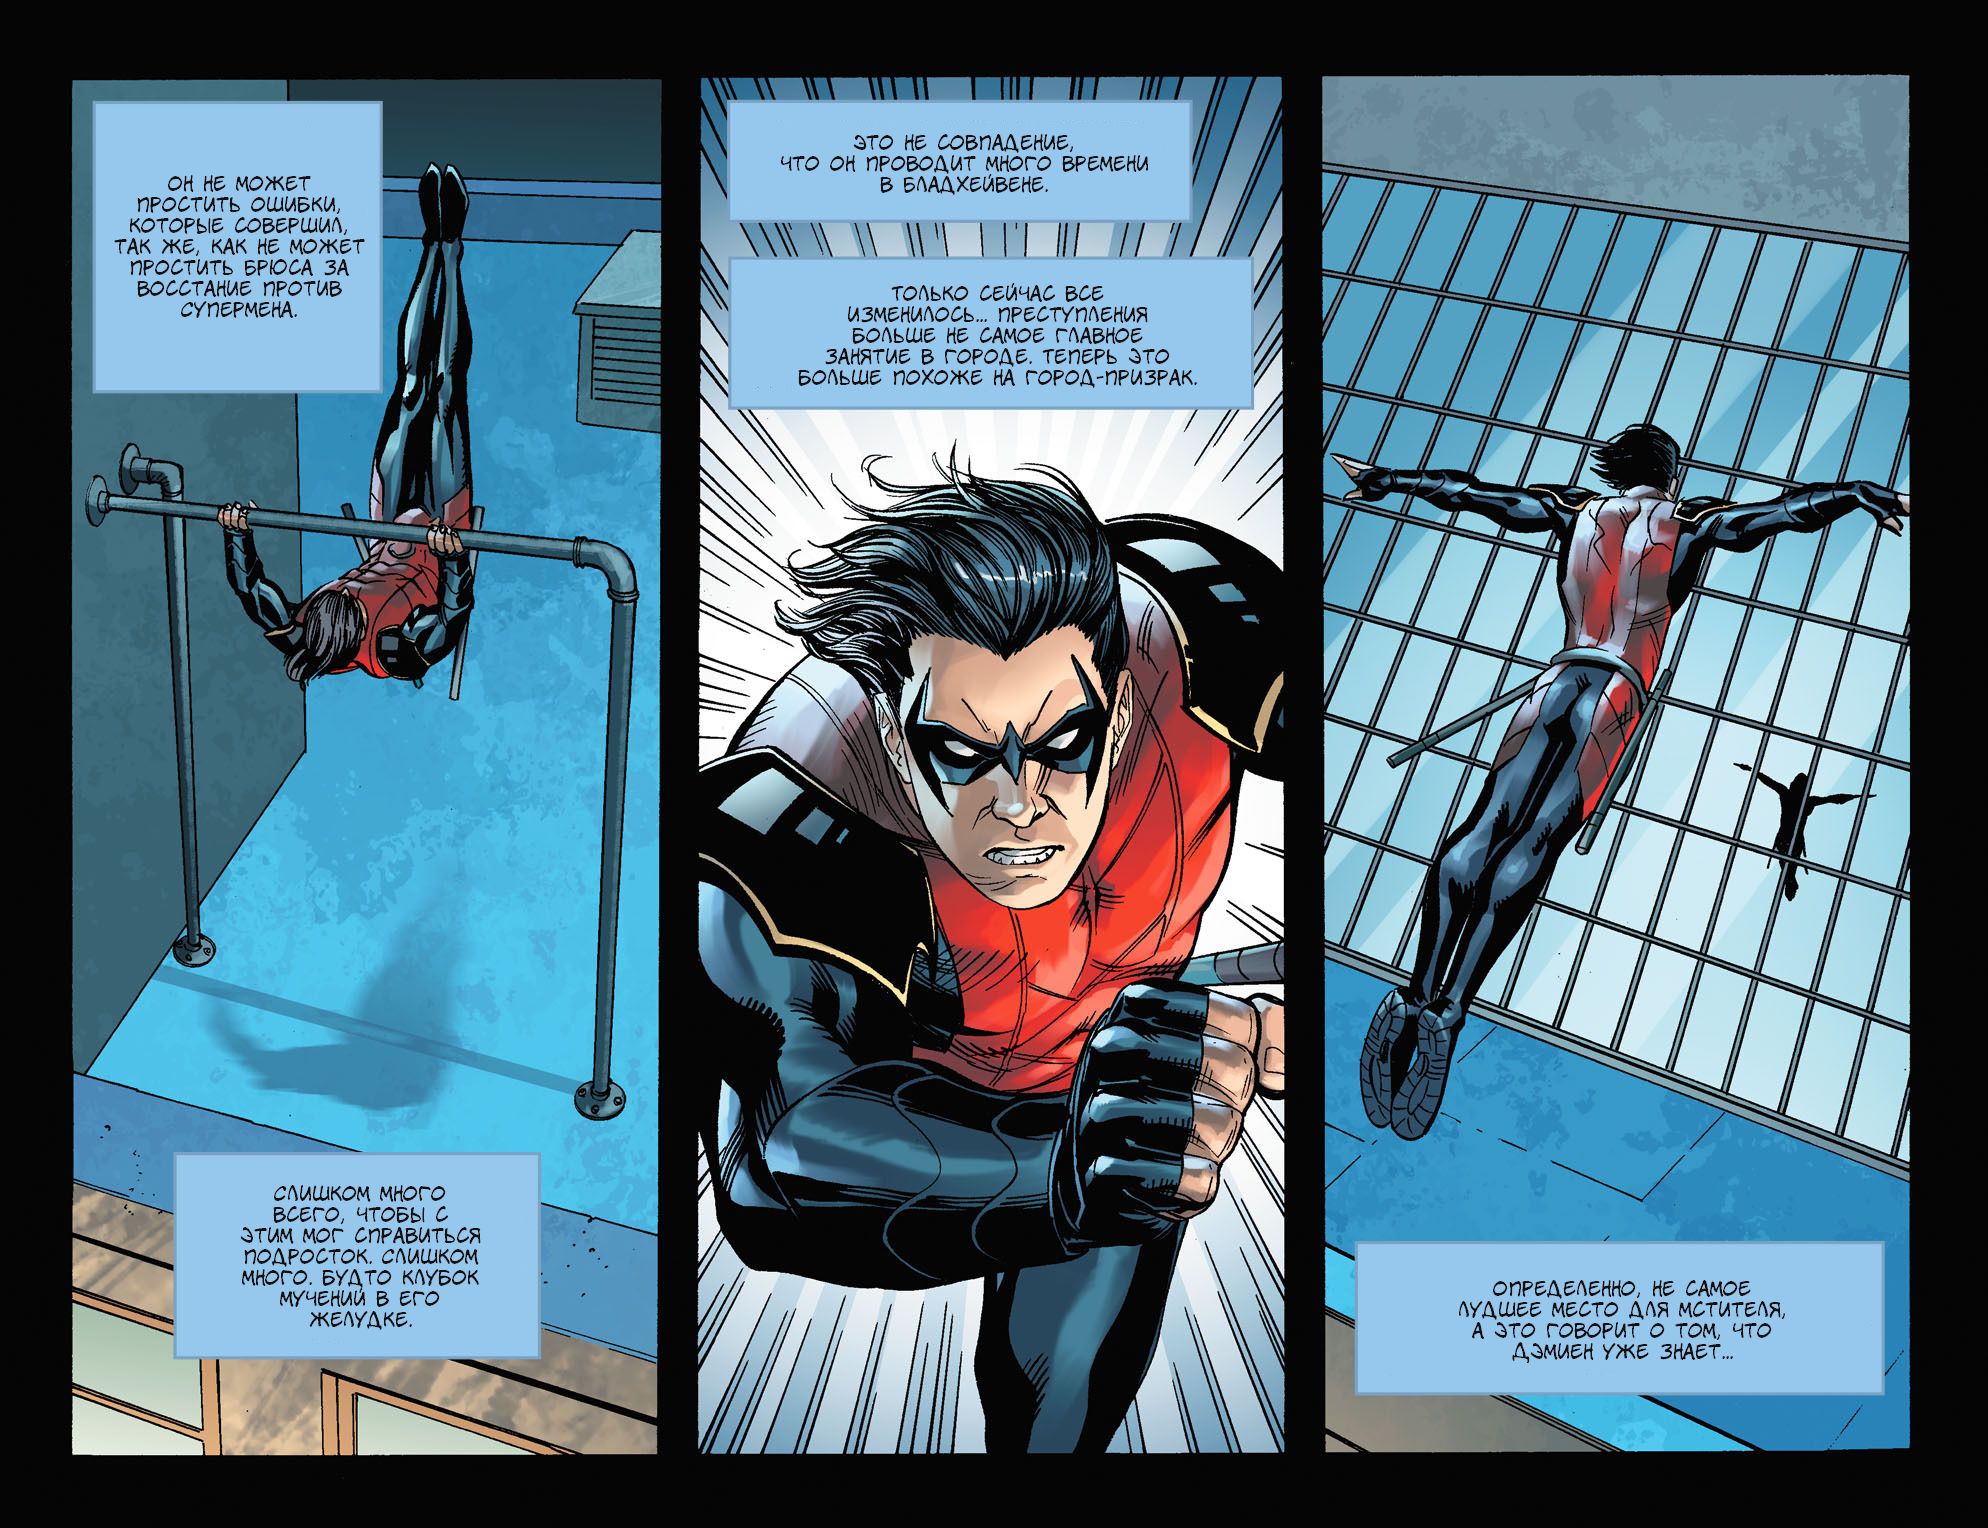 ОН НЕ МОЖЕТ
ПРОСТИТЬ ОШИБКИ,
КОТОРЫЕ СОВЕРШИЛ,
ТАК ЖЕ, КАК НЕ МОЖЕТ
ПРОСТИТЬ БРЮСА ЗА
ВОССТАНИЕ ПРОТИВ
СУПЕРМЕНА.
СЛИШКОМ МНОГО
ВСЕГО, ЧТОБЫ С
ЭТИМ МОГ СПРАВИТЬСЯ
ПОДРОСТОК. СЛИШКОМ
МНОГО. БУДТО КЛУБОК
МУЧЕНИЙ В ЕГО
ЖЕЛУДКЕ.
ЭТО НЕ СОВПАДЕНИЕ,
ЧТО ОН ПРОВОДИТ МНОГО ВРЕМЕНИ
В БЛАДХЕЙВЕНЕ.
ТОЛЬКО СЕЙЧАС ВСЕ
ИЗМЕНИЛОСЬ... ПРЕСТУПЛЕНИЯ
БОЛЬШЕ НЕ САМОЕ ГЛАВНОЕ
ЗАНЯТИЕ В ГОРОДЕ. ТЕПЕРЬ ЭТО
БОЛЬШЕ ПОХОЖЕ НА ГОРОД-ПРИЗРАК.
ОПРЕДЕЛЕННО, НЕ САМОЕ
ЛУДШЕЕ МЕСТО ДЛЯ МСТИТЕЛЯ,
А ЭТО ГОВОРИТ О ТОМ, ЧТО
ДЭМИЕН УЖЕ ЗНАЕТ...